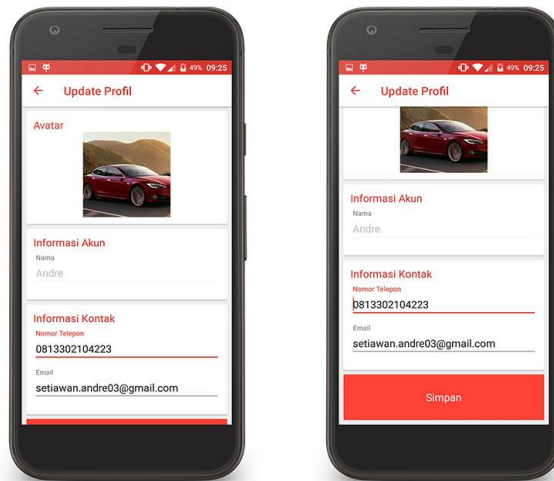 49% 09:25
Update Profil
Avatar
Informasi Akun
Nama
Andre
Informasi Kontak
Nomor Telepon
0813302104223
Email
setiawan.andre03@gmail.com
49% 09:25
Update Profil
Informasi Akun
Nama
Andre
Informasi Kontak
Nomor Telepon
0813302104223
Email
setiawan.andre03@gmail.com
Simpan